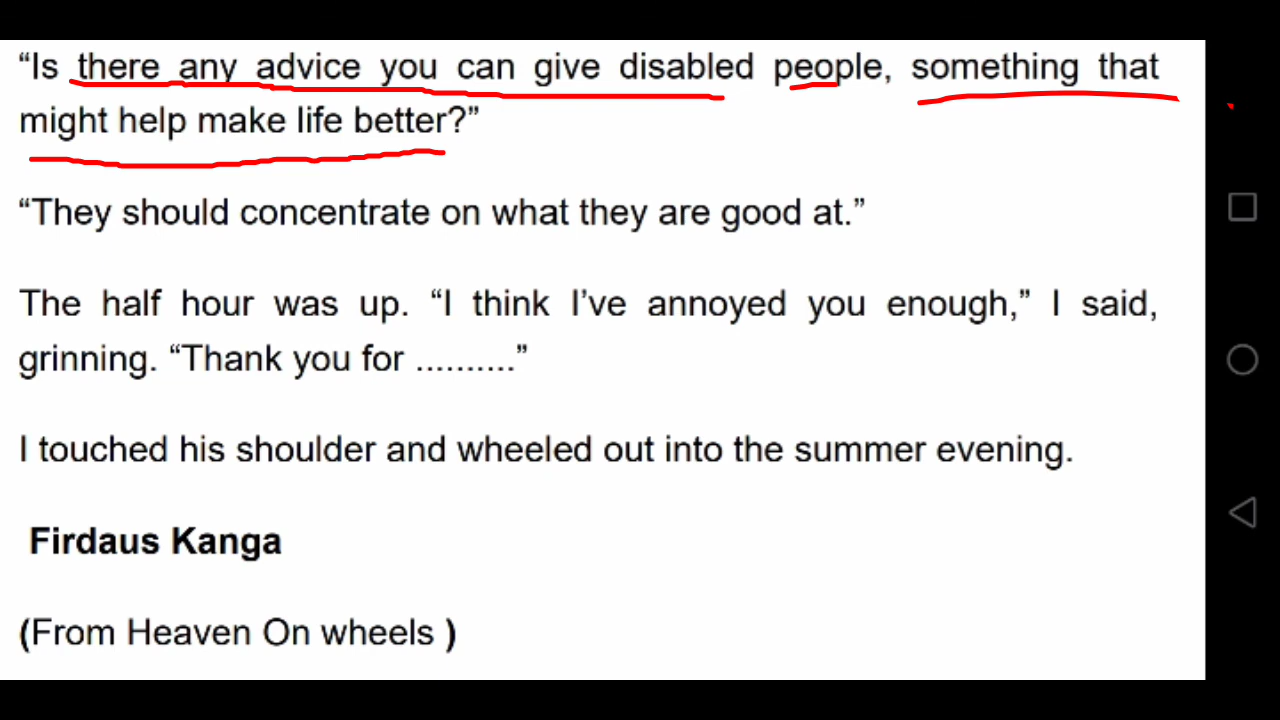 “Is there any advice you can give disabled people, something that
might help make life better?”
“They should concentrate on what they are good at.”
The half hour was up. “I think I’ve annoyed you enough,” I said,
grinning. “Thank you for ..........”
I touched his shoulder and wheeled out into the summer evening.
Firdaus Kanga
(From Heaven On wheels )